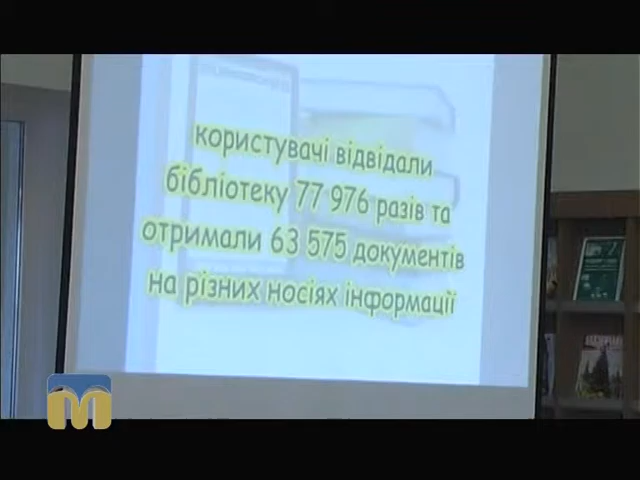 користувачі відвідали
бібліотеку 77 976 разів та
отримали 63 575 документів
на різних носіях інформації